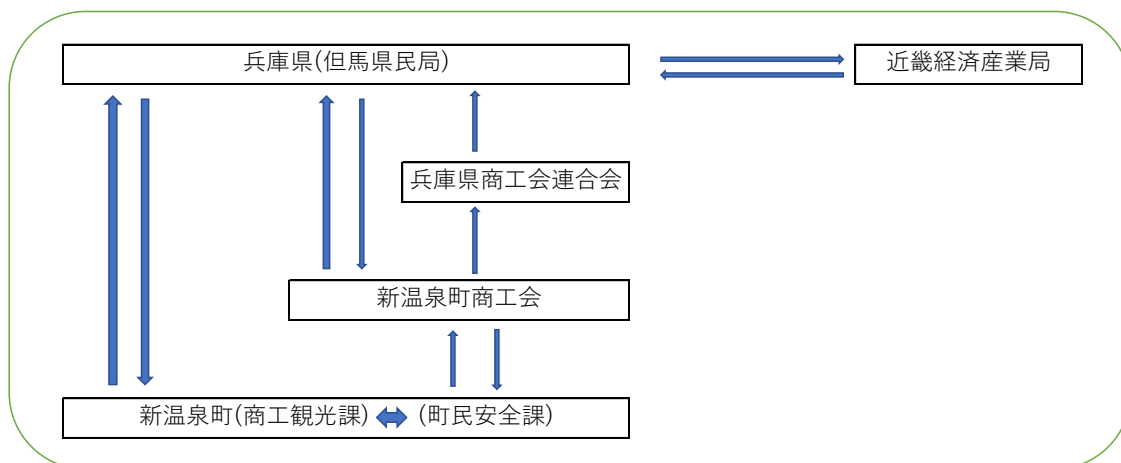 兵庫県(但馬県民局)
近畿経済産業局
兵庫県商工会連合会
新温泉町商工会
新温泉町(商工観光課) (町民安全課)